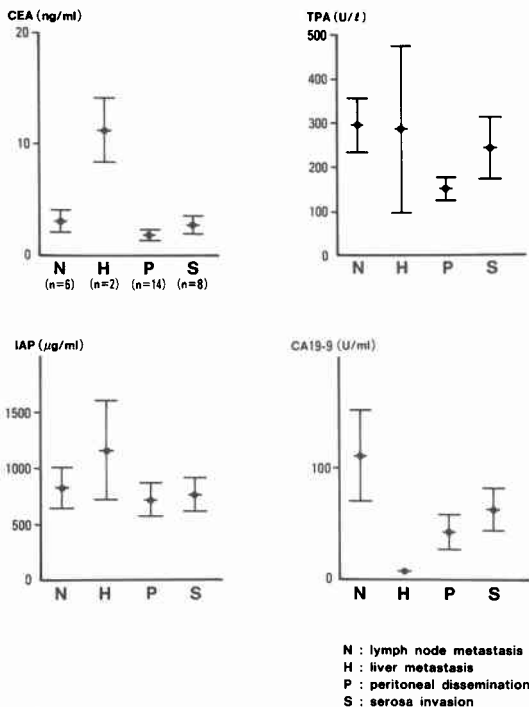 CEA (ng/ml)
20
10
0
N H P S
(n=6) (n=2) (n=14) (n=8)
TPA (U/ℓ)
500
400
300
200
100
0
N H P S
IAP (μg/ml)
1500
1000
500
0
N H P S
CA19-9 (U/ml)
100
0
N H P S
N : lymph node metastasis
H : liver metastasis
P : peritoneal dissemination
S : serosa invasion